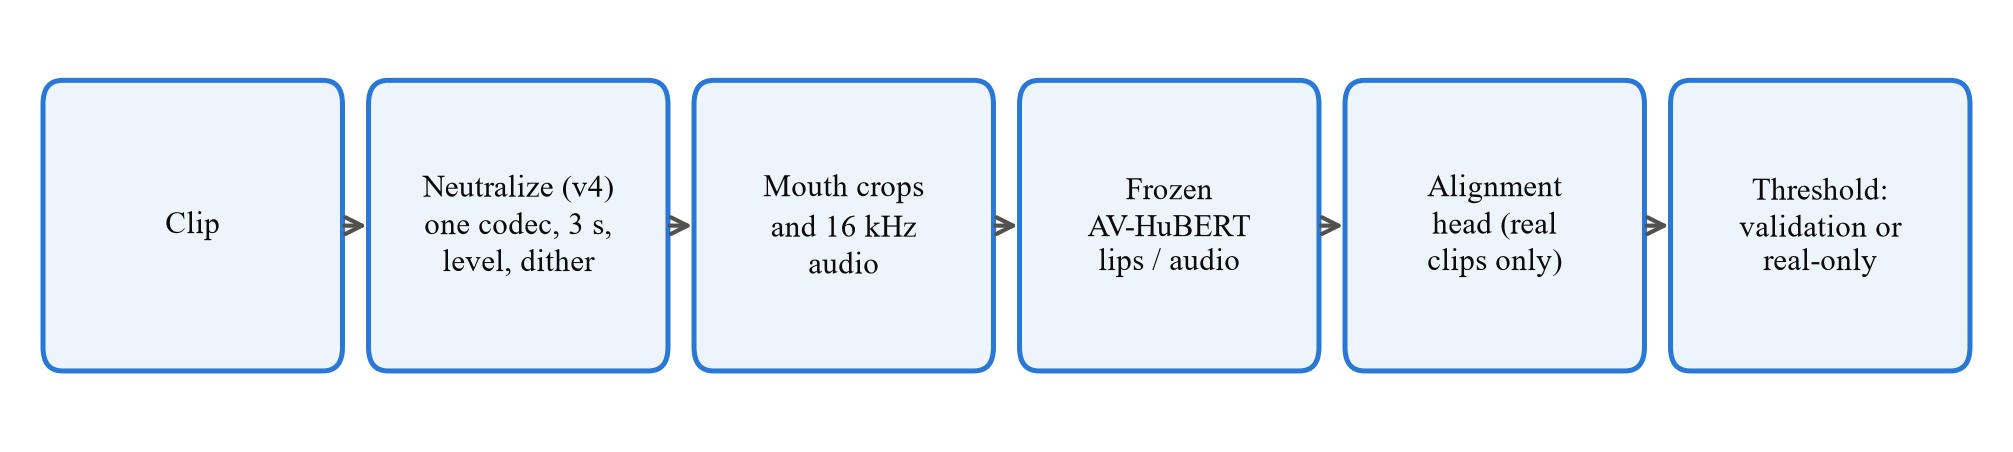 Clip
Neutralize (v4)
one codec, 3 s,
level, dither
Mouth crops
and 16 kHz
audio
Frozen
AV-HuBERT
lips / audio
Alignment
head (real
clips only)
Threshold:
validation or
real-only